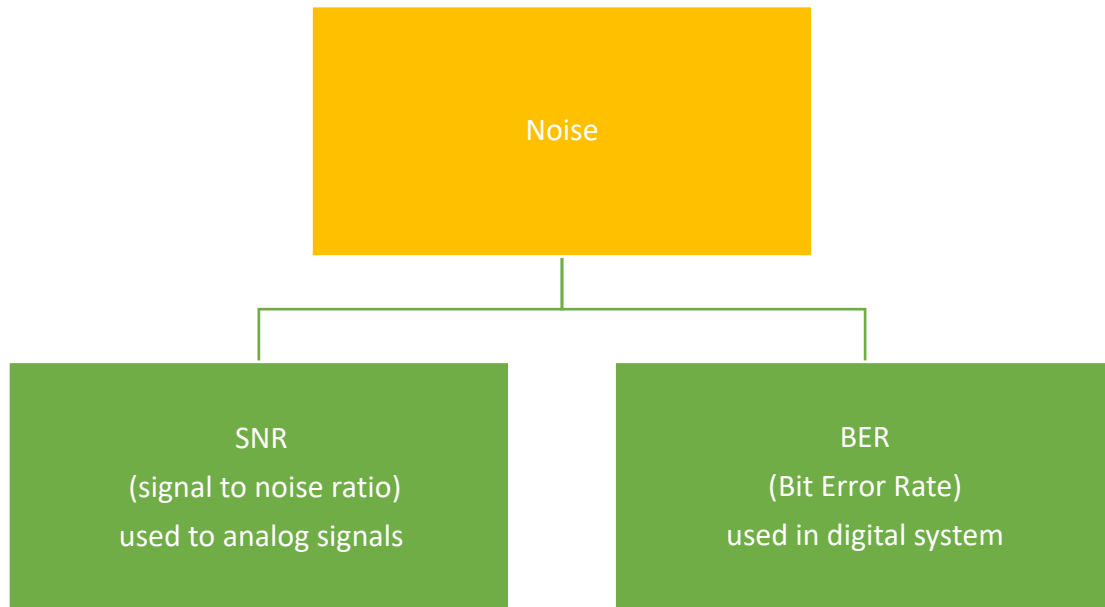 Noise
SNR
(signal to noise ratio)
used to analog signals
BER
(Bit Error Rate)
used in digital system